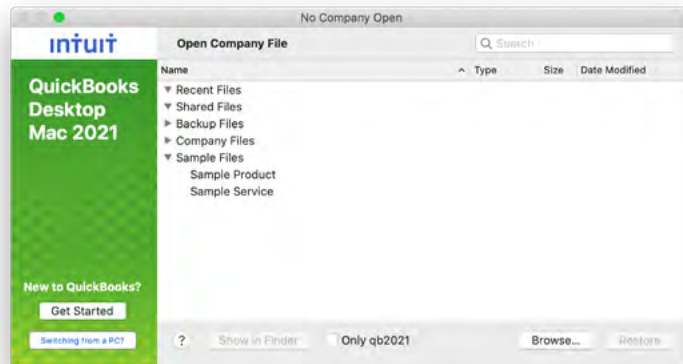 No Company Open
intuit
Open Company File
Search
Name
Type
Size
Date Modified
QuickBooks
Desktop
Mac 2021
Recent Files
Shared Files
Backup Files
Company Files
Sample Files
Sample Product
Sample Service
New to QuickBooks?
Get Started
Switching from a PC?
?
Show in Finder
Only qb2021
Browse...
Restore